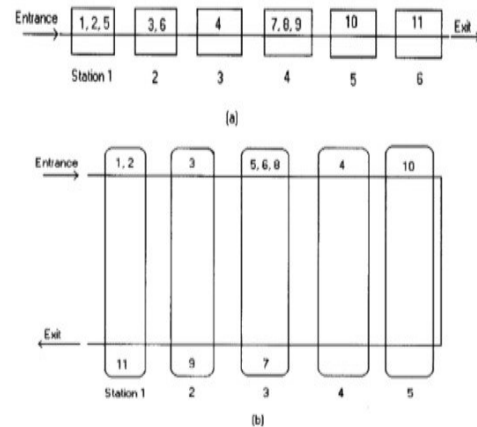 Entrance 1, 2, 5 3, 6 4 7, 8, 9 10 11 Exit
Station 1 2 3 4 5 6
(a)
Entrance 1, 2 3 5, 6, 8 4 10
Exit
11 9 7
Station 1 2 3 4 5
(b)